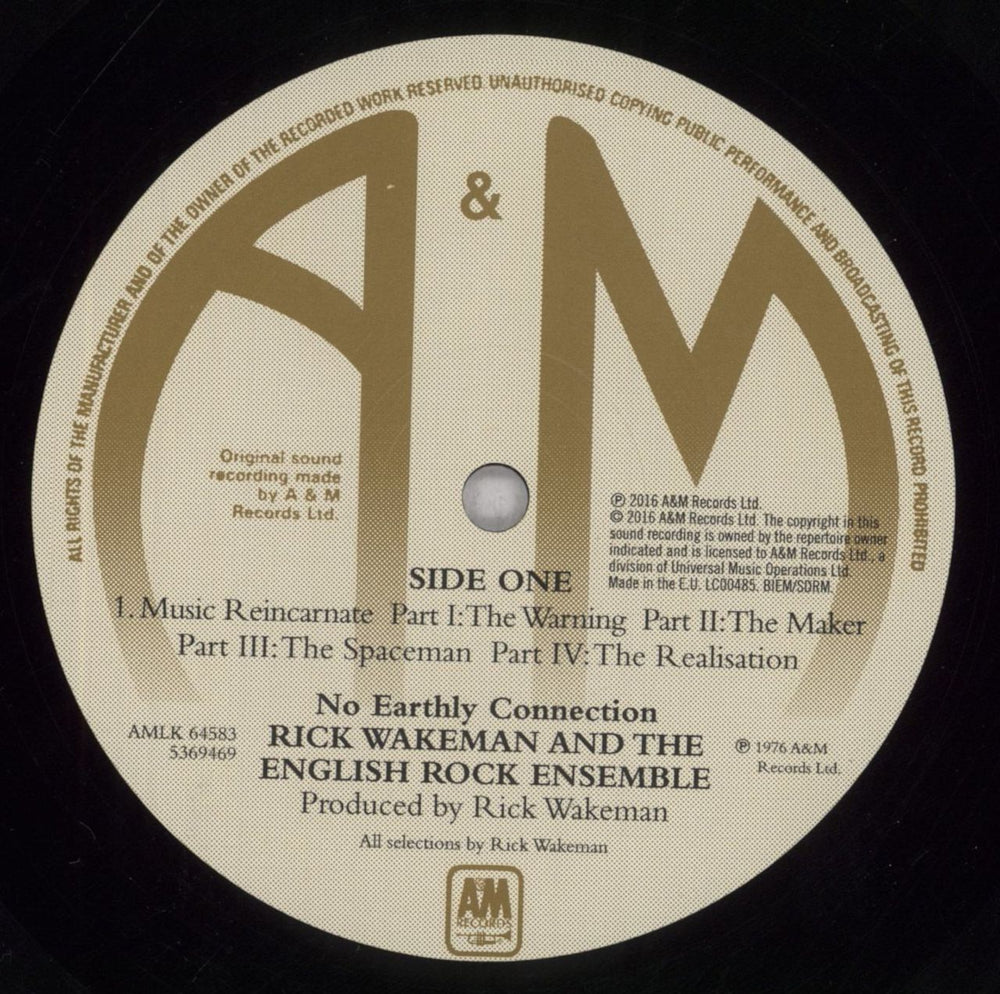 ALL RIGHTS OF THE MANUFACTURER AND OF THE OWNER OF THE RECORDED WORK RESERVED UNAUTHORISED COPYING PUBLIC PERFORMANCE AND BROADCASTING OF THIS RECORD PROHIBITED
A & M
Original sound
recording made
by A & M
Records Ltd.
℗ 2016 A&M Records Ltd.
© 2016 A&M Records Ltd. The copyright in this
sound recording is owned by the repertoire owner
indicated and is licensed to A&M Records Ltd., a
division of Universal Music Operations Ltd.
Made in the E.U. LC00485. BIEM/SDRM.
SIDE ONE
1. Music Reincarnate Part I: The Warning Part II: The Maker
Part III: The Spaceman Part IV: The Realisation
No Earthly Connection
RICK WAKEMAN AND THE
ENGLISH ROCK ENSEMBLE
Produced by Rick Wakeman
AMLK 64583
5369469
℗ 1976 A&M
Records Ltd.
All selections by Rick Wakeman
A&M
RECORDS